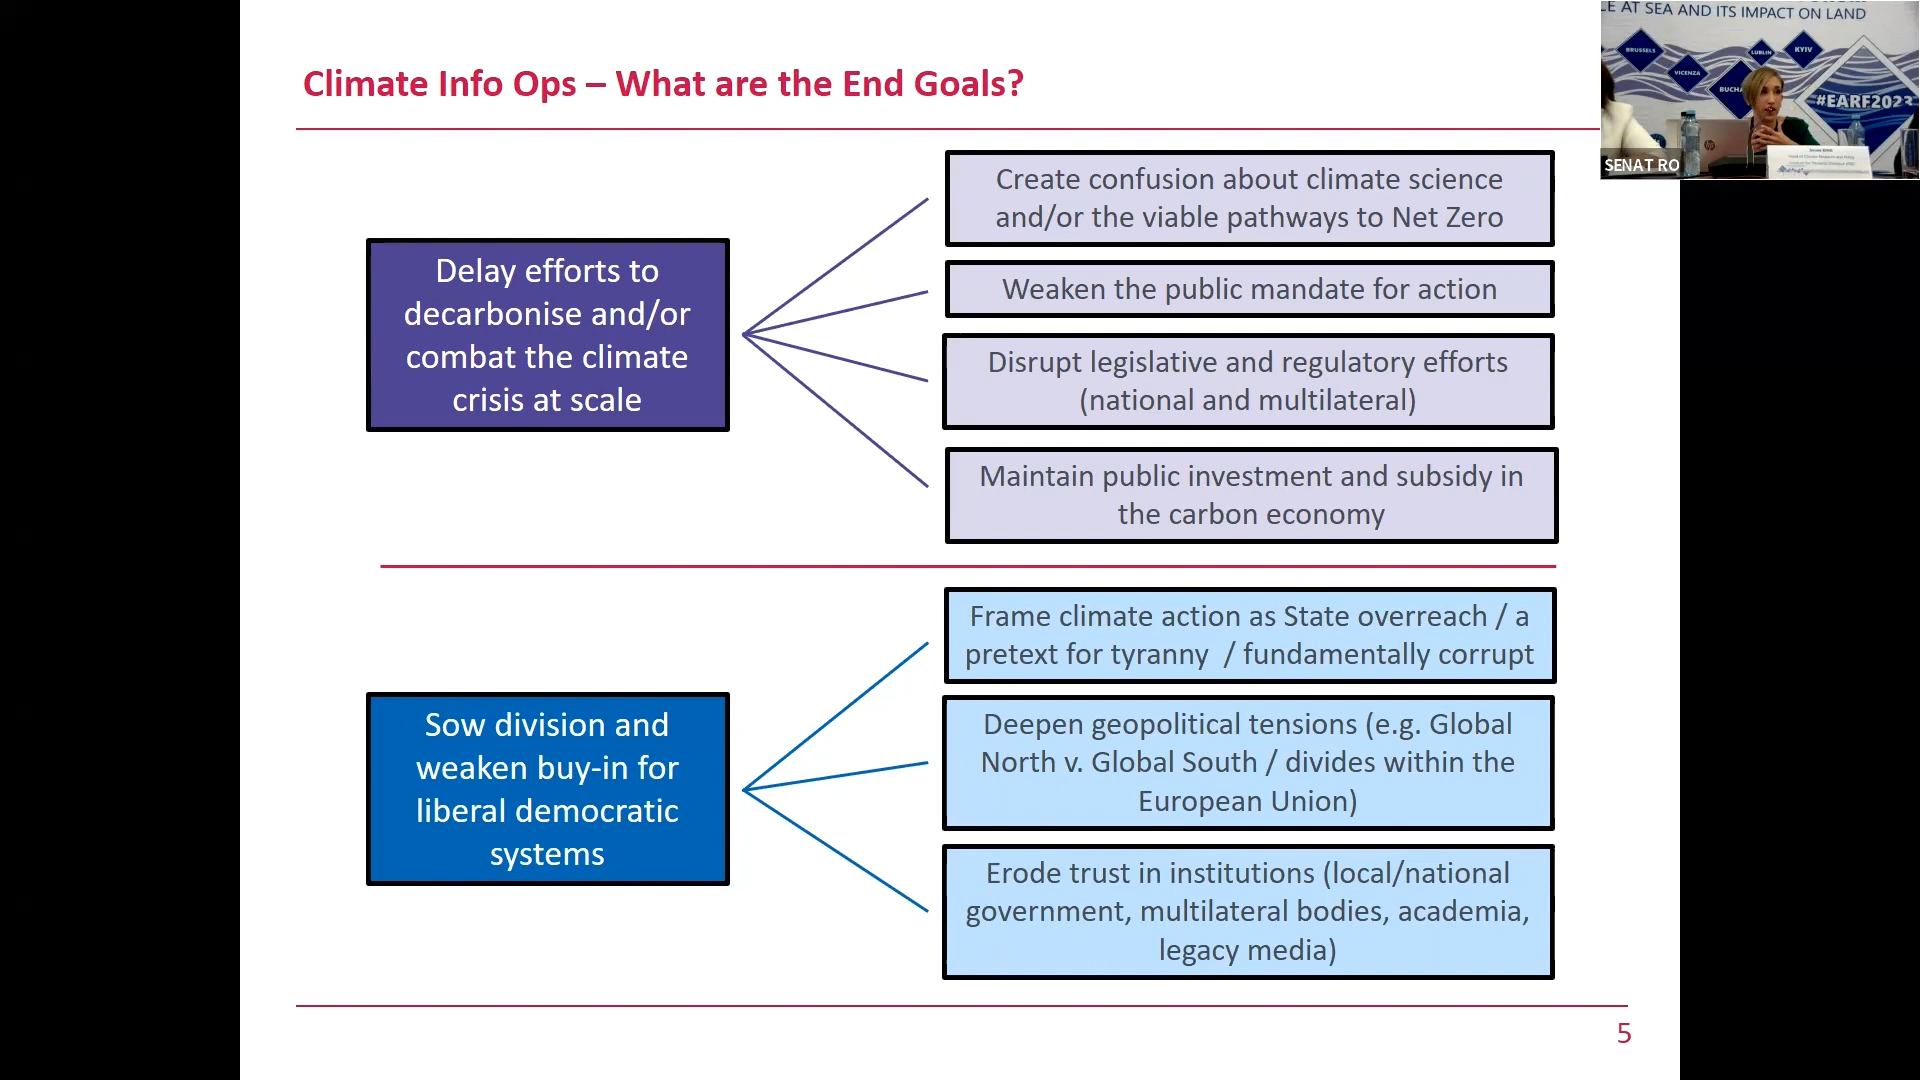 Climate Info Ops – What are the End Goals?
Delay efforts to
decarbonise and/or
combat the climate
crisis at scale
Create confusion about climate science
and/or the viable pathways to Net Zero
Weaken the public mandate for action
Disrupt legislative and regulatory efforts
(national and multilateral)
Maintain public investment and subsidy in
the carbon economy
Sow division and
weaken buy-in for
liberal democratic
systems
Frame climate action as State overreach / a
pretext for tyranny / fundamentally corrupt
Deepen geopolitical tensions (e.g. Global
North v. Global South / divides within the
European Union)
Erode trust in institutions (local/national
government, multilateral bodies, academia,
legacy media)
5
AT SEA AND ITS IMPACT ON LAND
BRUSSELS
LUBLIN
KYIV
VICENZA
BUCHA
#EARF2023
SENAT RO